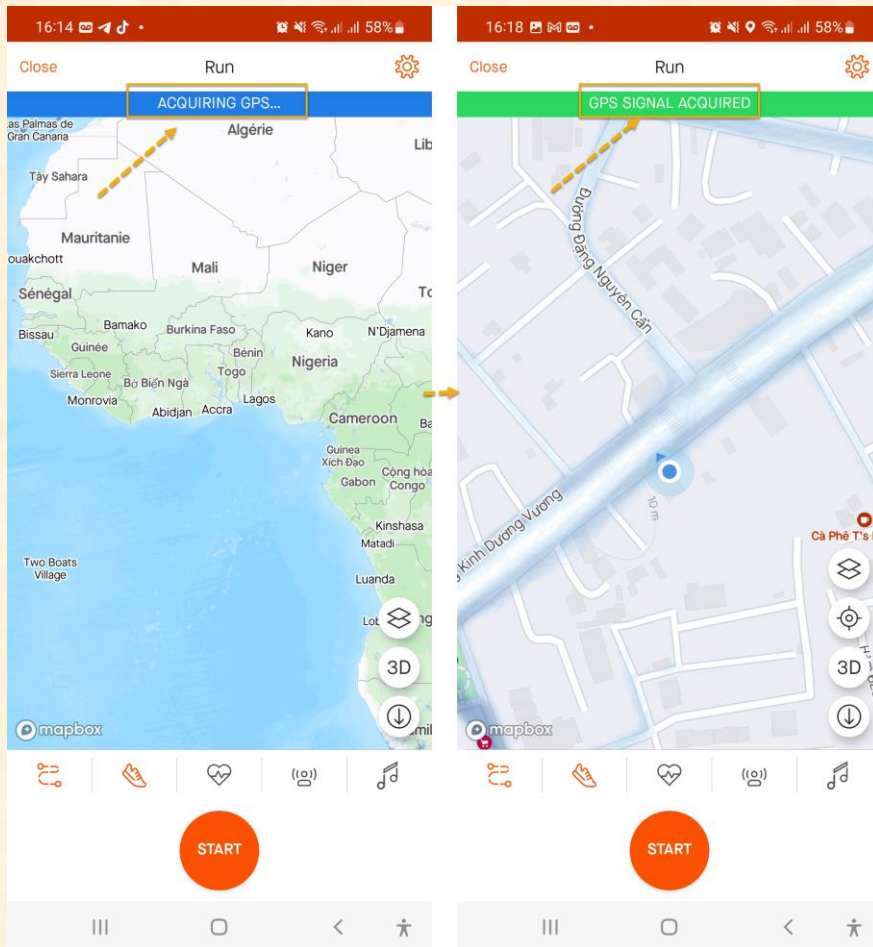 16:14
58%
Close
Run
ACQUIRING GPS...
Las Palmas de
Gran Canaria
Algérie
Tây Sahara
Mauritanie
Mali
Niger
Sénégal
Bamako
Burkina Faso
Kano
N'Djamena
Bissau
Guinée
Bénin
Nigeria
Sierra Leone
Bờ Biển Ngà
Togo
Monrovia
Abidjan
Accra
Lagos
Cameroon
Guinea
Xích Đạo
Cộng hòa
Congo
Gabon
Kinshasa
Matadi
Two Boats
Village
Luanda
3D
mapbox
START
16:18
58%
Close
Run
GPS SIGNAL ACQUIRED
Đường Đặng Nguyên Cẩn
Kinh Dương Vương
10 m
Cà Phê T's
3D
mapbox
START